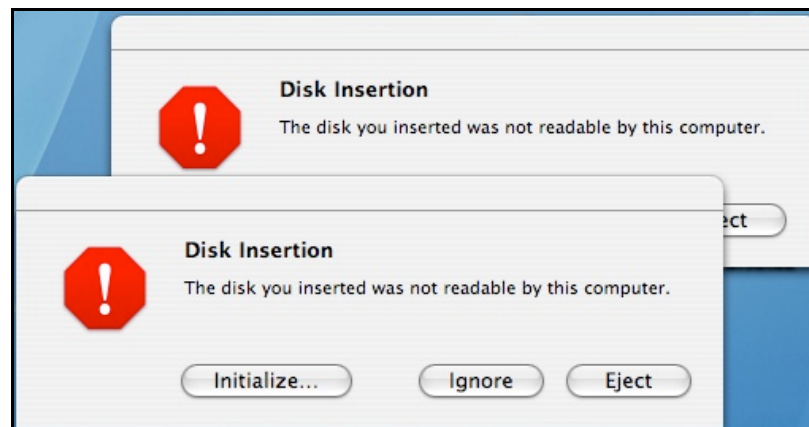 Disk Insertion
The disk you inserted was not readable by this computer.
Disk Insertion
The disk you inserted was not readable by this computer.
Initialize... Ignore Eject